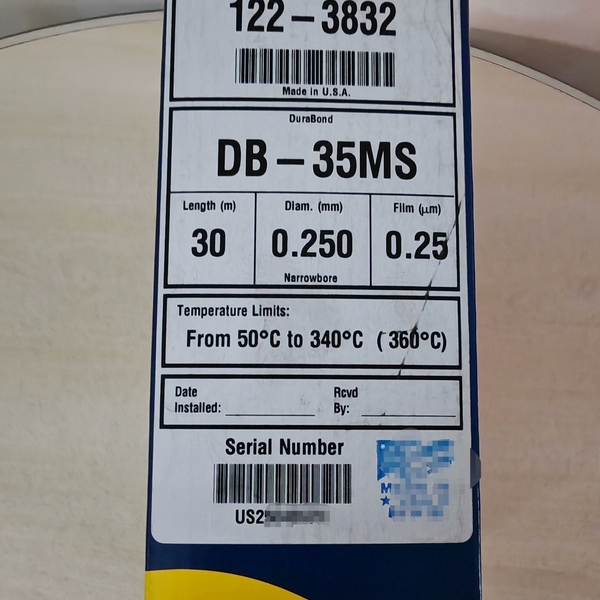 122-3832
Made in U.S.A.
DuraBond
DB-35MS
Length (m) Diam. (mm) Film (μm)
30 0.250 0.25
Narrowbore
Temperature Limits:
From 50°C to 340°C (360°C)
Date Rcvd
Installed: By:
Serial Number
US2